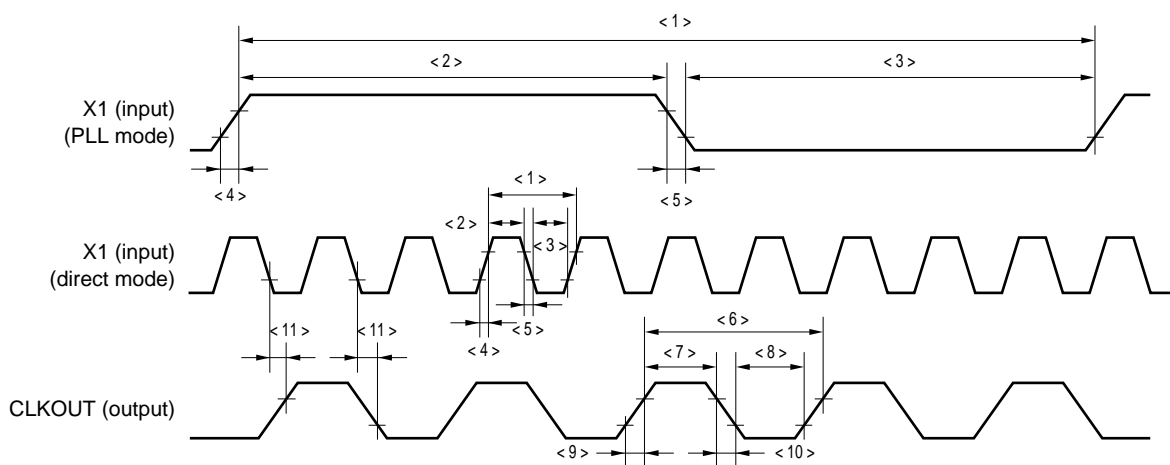 <1>
<2> <3>
X1 (input)
(PLL mode)
<4> <5>
<1>
<2> <3>
X1 (input)
(direct mode)
<11> <11> <4> <5>
<6>
<7> <8>
CLKOUT (output)
<9> <10>